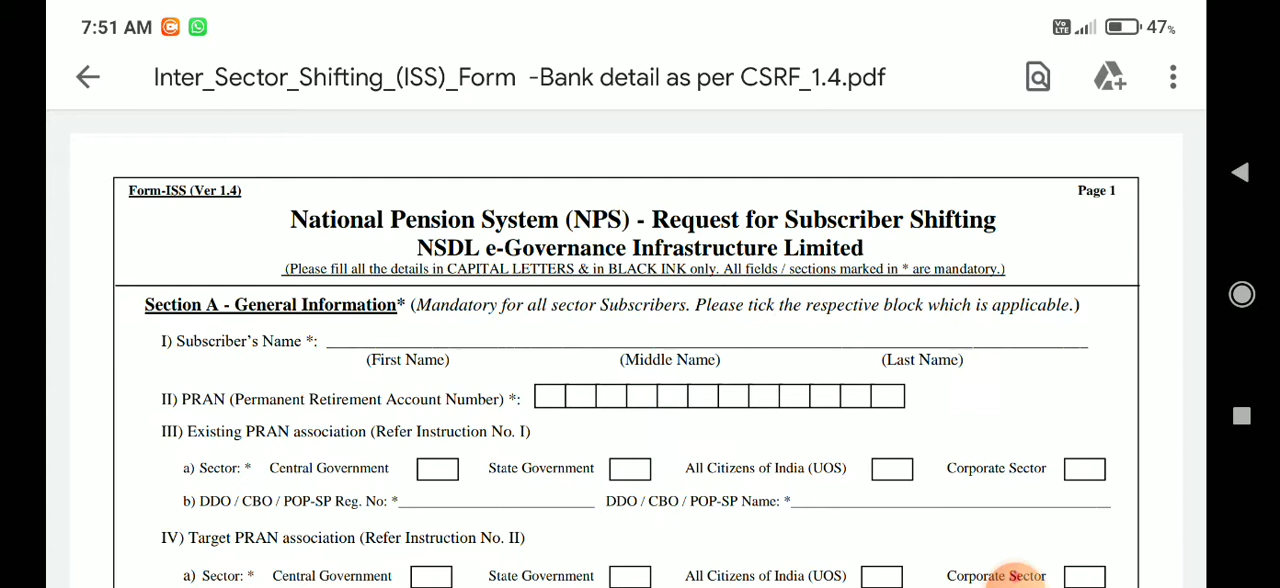 7:51 AM
Vo LTE
47%
Inter_Sector_Shifting_(ISS)_Form -Bank detail as per CSRF_1.4.pdf
Form-ISS (Ver 1.4)
Page 1
National Pension System (NPS) - Request for Subscriber Shifting
NSDL e-Governance Infrastructure Limited
(Please fill all the details in CAPITAL LETTERS & in BLACK INK only. All fields / sections marked in * are mandatory.)
Section A - General Information* (Mandatory for all sector Subscribers. Please tick the respective block which is applicable.)
I) Subscriber's Name *:
(First Name) (Middle Name) (Last Name)
II) PRAN (Permanent Retirement Account Number) *:
III) Existing PRAN association (Refer Instruction No. I)
a) Sector: * Central Government State Government All Citizens of India (UOS) Corporate Sector
b) DDO / CBO / POP-SP Reg. No: * DDO / CBO / POP-SP Name: *
IV) Target PRAN association (Refer Instruction No. II)
a) Sector: * Central Government State Government All Citizens of India (UOS) Corporate Sector